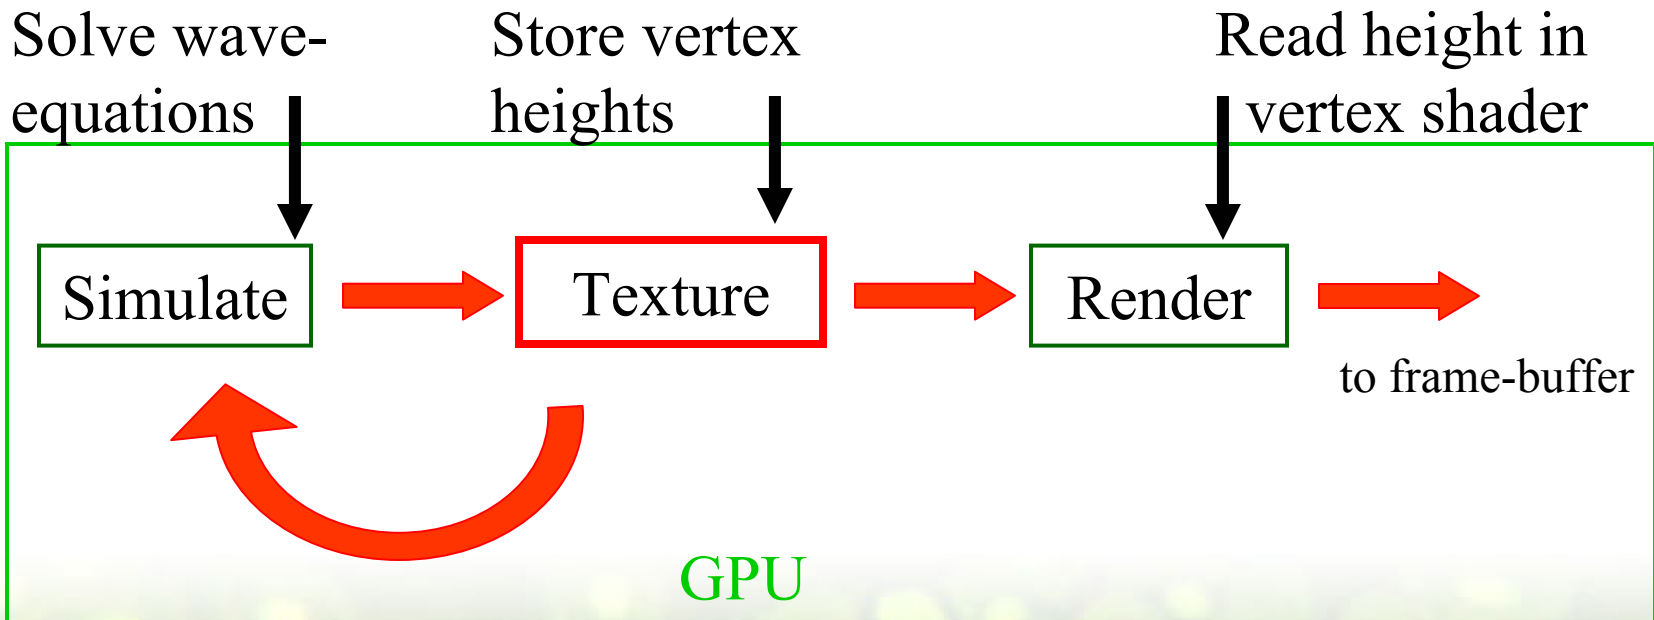 Solve wave-
equations
Store vertex
heights
Read height in
vertex shader
Simulate
Texture
Render
to frame-buffer
GPU